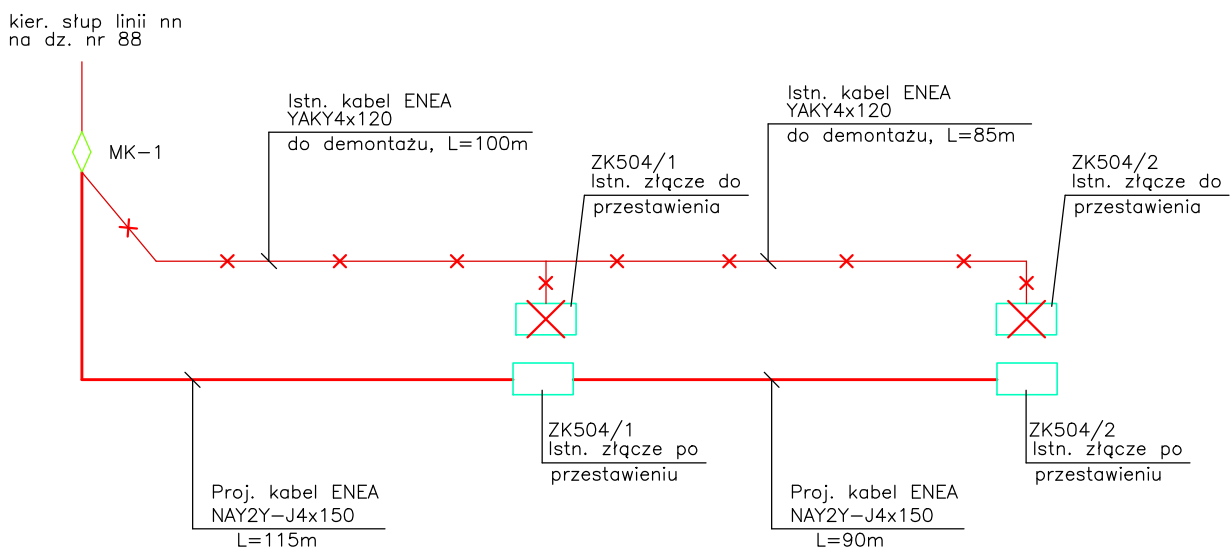 kier. słup linii nn
na dz. nr 88
MK-1
Istn. kabel ENEA
YAKY4x120
do demontażu, L=100m
ZK504/1
Istn. złącze do
przestawienia
Istn. kabel ENEA
YAKY4x120
do demontażu, L=85m
ZK504/2
Istn. złącze do
przestawienia
Proj. kabel ENEA
NAY2Y-J4x150
L=115m
ZK504/1
Istn. złącze po
przestawieniu
Proj. kabel ENEA
NAY2Y-J4x150
L=90m
ZK504/2
Istn. złącze po
przestawieniu